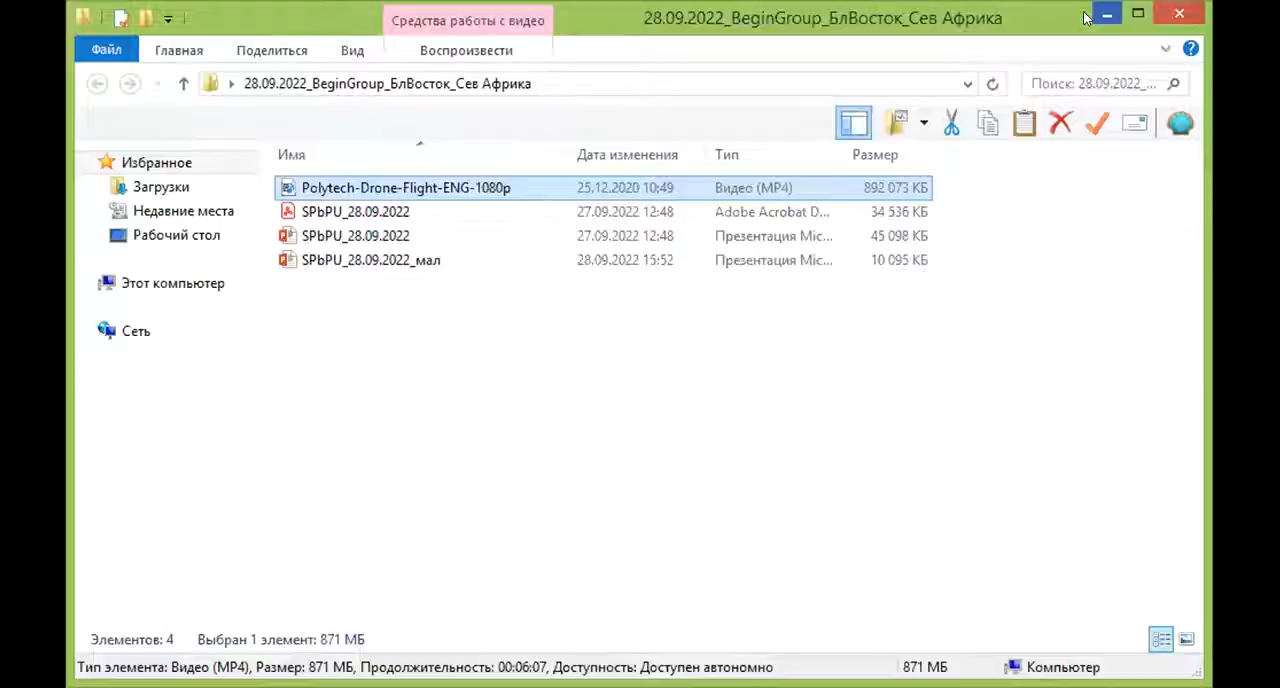 Средства работы с видео
28.09.2022_BeginGroup_БлВосток_Сев Африка
Файл
Главная
Поделиться
Вид
Воспроизвести
28.09.2022_BeginGroup_БлВосток_Сев Африка
Поиск: 28.09.2022_...
Имя
Дата изменения
Тип
Размер
Избранное
Загрузки
Недавние места
Рабочий стол
Этот компьютер
Сеть
Polytech-Drone-Flight-ENG-1080p 25.12.2020 10:49 Видео (MP4) 892 073 КБ
SPbPU_28.09.2022 27.09.2022 12:48 Adobe Acrobat D... 34 536 КБ
SPbPU_28.09.2022 27.09.2022 12:48 Презентация Mic... 45 098 КБ
SPbPU_28.09.2022_мал 28.09.2022 15:52 Презентация Mic... 10 095 КБ
Элементов: 4 Выбран 1 элемент: 871 МБ
Тип элемента: Видео (MP4), Размер: 871 МБ, Продолжительность: 00:06:07, Доступность: Доступен автономно 871 МБ Компьютер